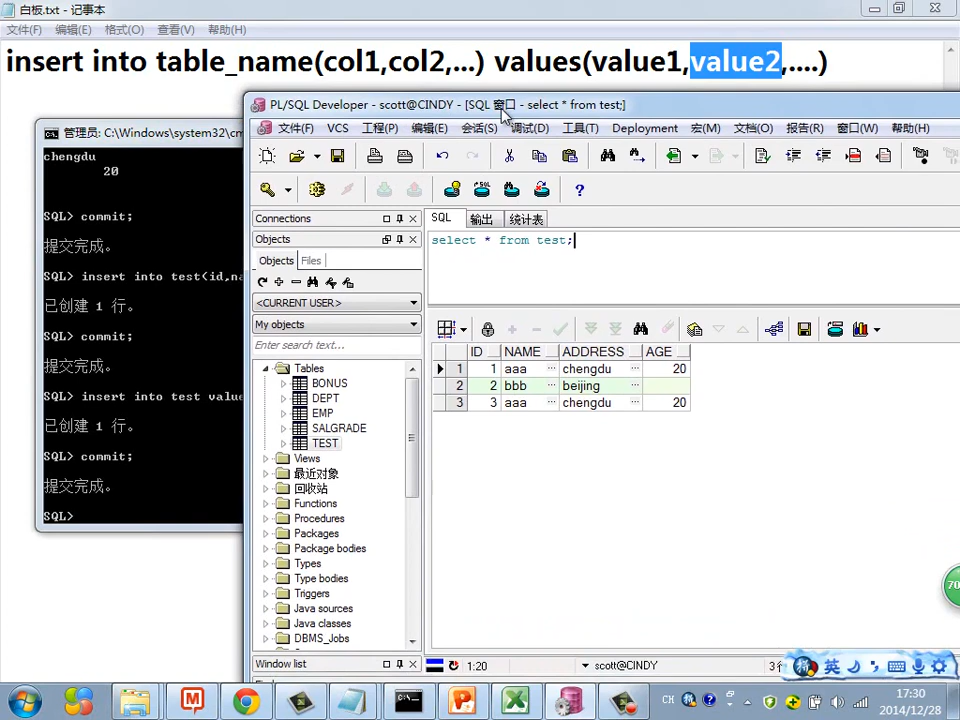 白板.txt - 记事本
文件(F) 编辑(E) 格式(O) 查看(V) 帮助(H)
insert into table_name(col1,col2,...) values(value1,value2,....)
PL/SQL Developer - scott@CINDY - [SQL 窗口 - select * from test;]
文件(F) VCS 工程(P) 编辑(E) 会话(S) 调试(D) 工具(T) Deployment 宏(M) 文档(O) 报告(R) 窗口(W) 帮助(H)
管理员: C:\Windows\system32\cm
chengdu
20
SQL> commit;
提交完成。
SQL> insert into test(id,na
已创建 1 行。
SQL> commit;
提交完成。
SQL> insert into test value
已创建 1 行。
SQL> commit;
提交完成。
SQL>
Connections
Objects
Objects Files
<CURRENT USER>
My objects
Enter search text...
Tables
BONUS
DEPT
EMP
SALGRADE
TEST
Views
最近对象
回收站
Functions
Procedures
Packages
Package bodies
Types
Type bodies
Triggers
Java sources
Java classes
DBMS_Jobs
Window list
SQL 输出 统计表
select * from test;
ID NAME ADDRESS AGE
1 1 aaa chengdu 20
2 2 bbb beijing
3 3 aaa chengdu 20
1:20 scott@CINDY
英
70
CH
17:30
2014/12/28